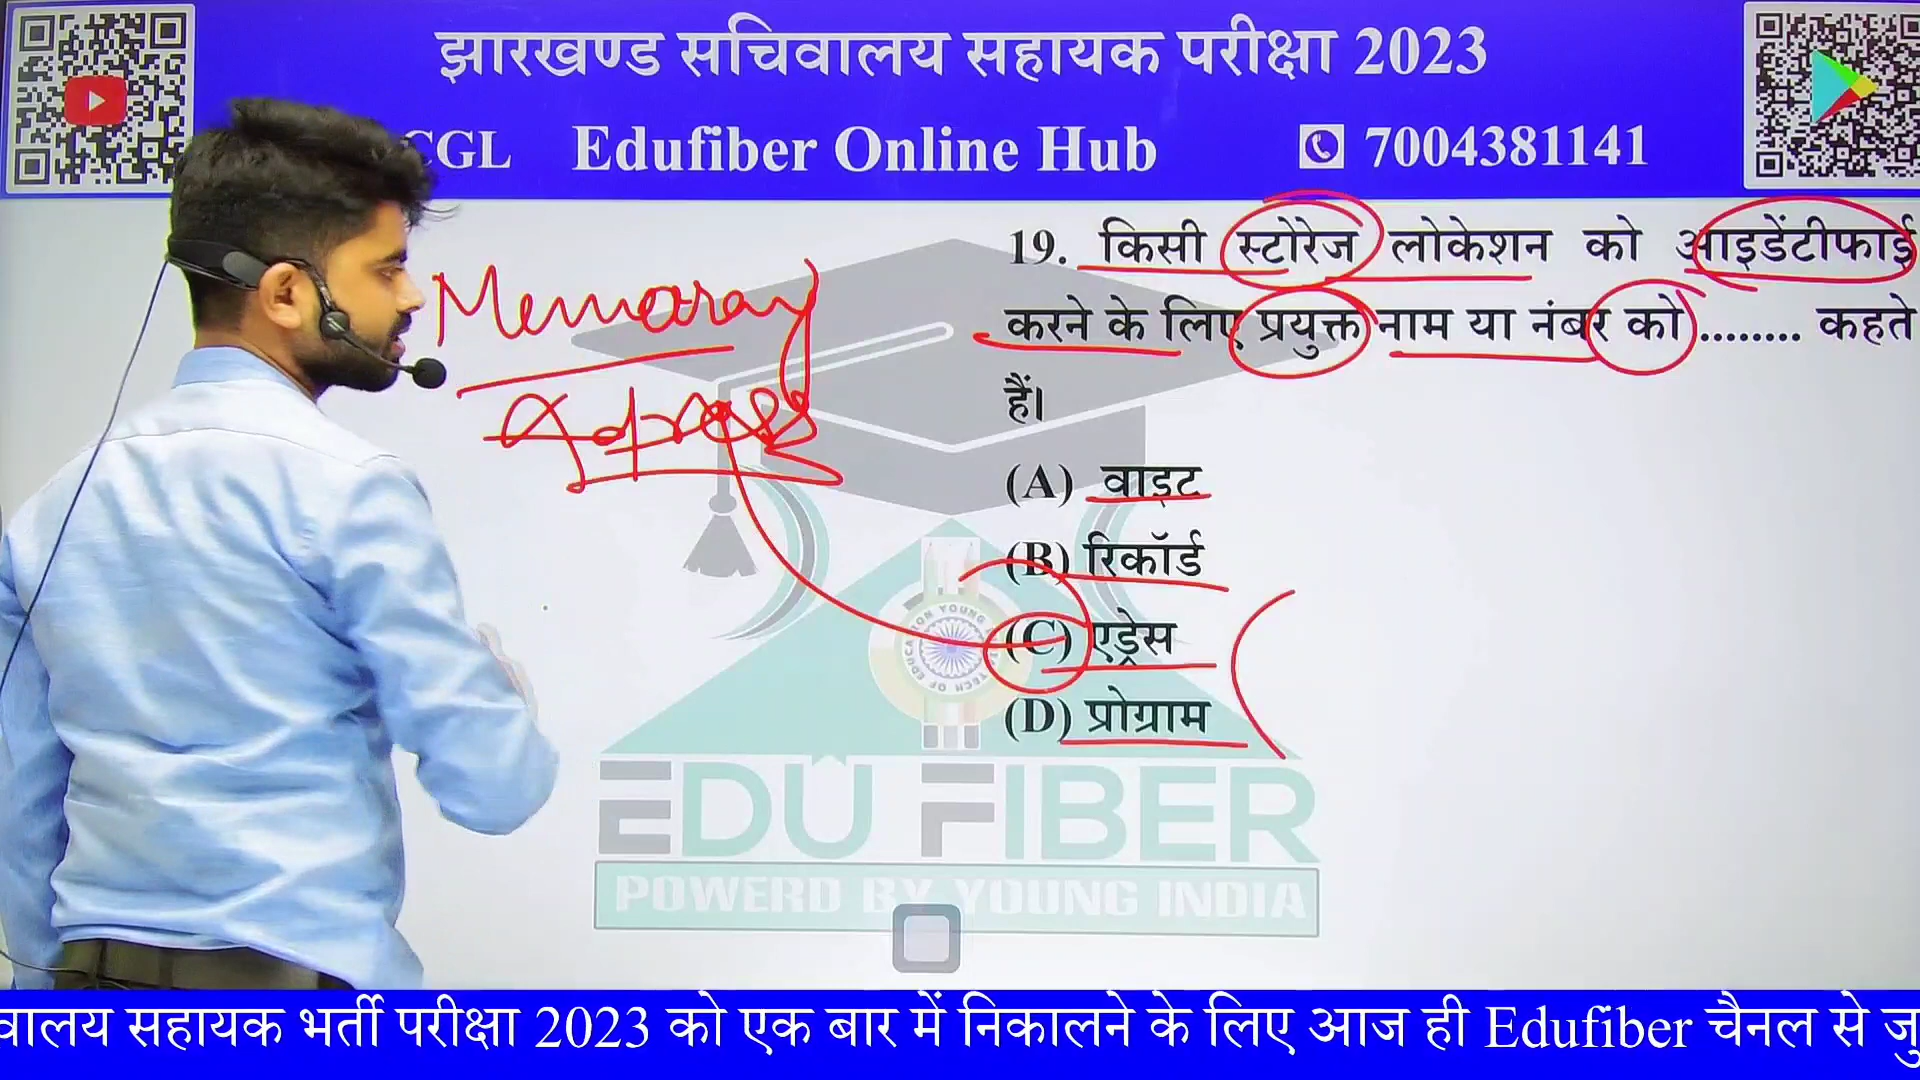 झारखण्ड सचिवालय सहायक परीक्षा 2023
CGL Edufiber Online Hub 7004381141
19. किसी स्टोरेज लोकेशन को आइडेंटीफाई
करने के लिए प्रयुक्त नाम या नंबर को ........ कहते
हैं।
(A) वाइट
(B) रिकॉर्ड
(C) एड्रेस
(D) प्रोग्राम
Memoray
EDU FIBER
POWERD BY YOUNG INDIA
वालय सहायक भर्ती परीक्षा 2023 को एक बार में निकालने के लिए आज ही Edufiber चैनल से जु